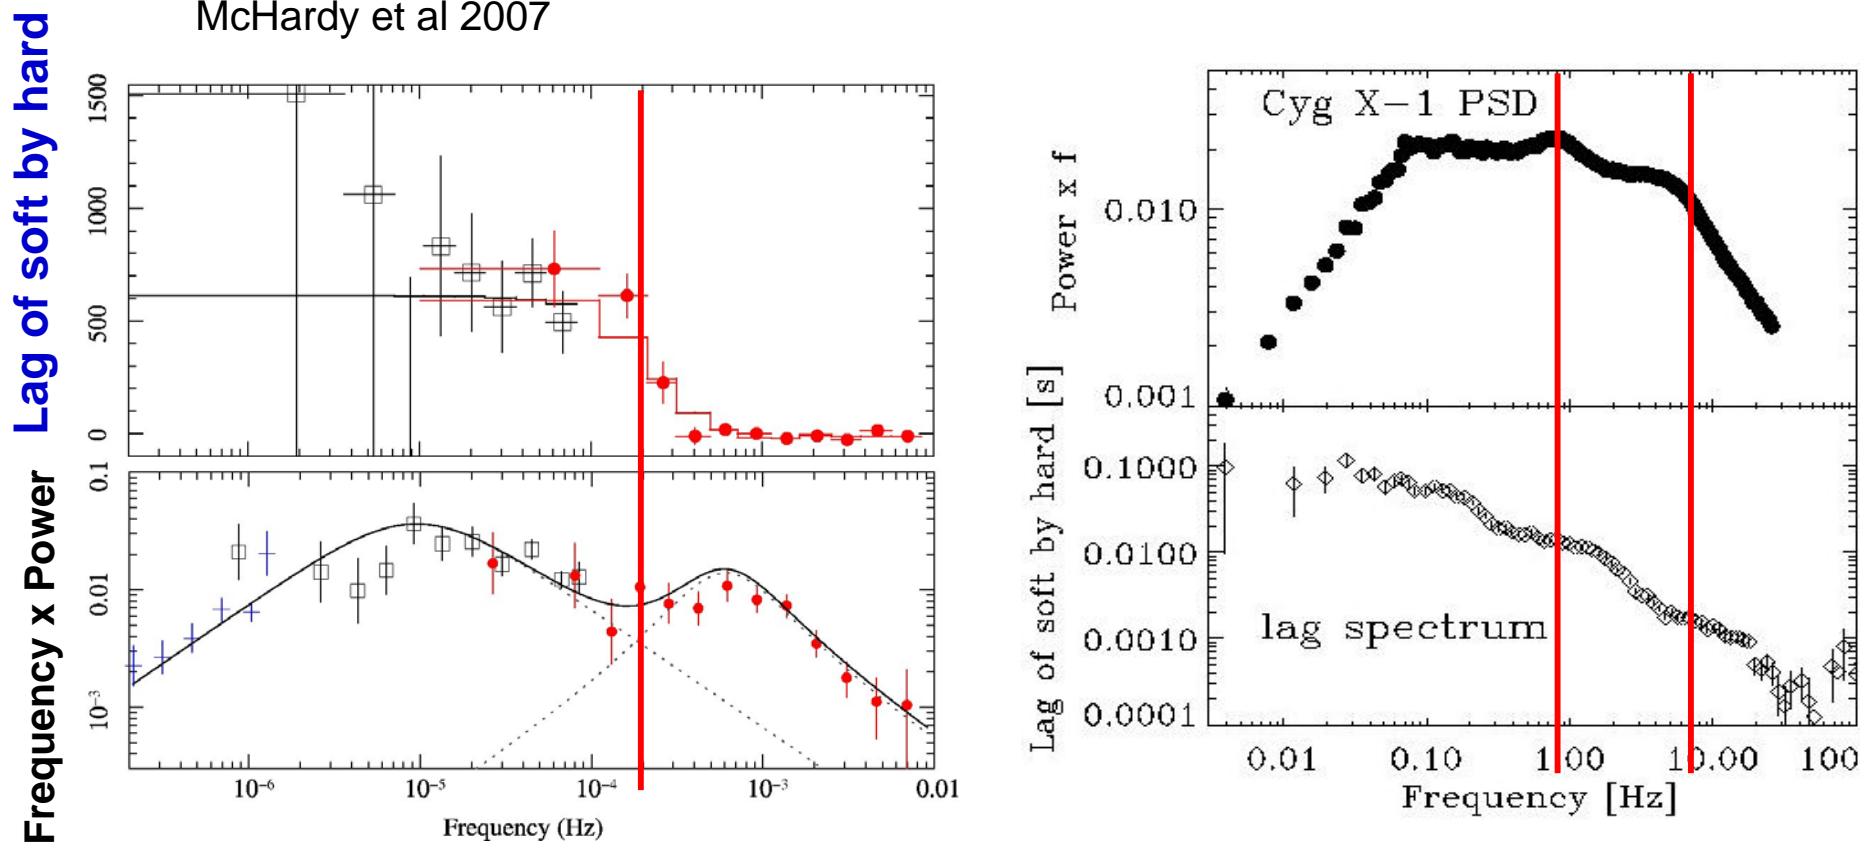 McHardy et al 2007
Lag of soft by hard
1500
1000
500
0
Frequency x Power
0.1
0.01
10⁻³
10⁻⁶
10⁻⁵
10⁻⁴
10⁻³
0.01
Frequency (Hz)
Cyg X-1 PSD
Power x f
0.010
0.001
Lag of soft by hard [s]
0.1000
0.0100
0.0010
0.0001
lag spectrum
0.01
0.10
1.00
10.00
100
Frequency [Hz]